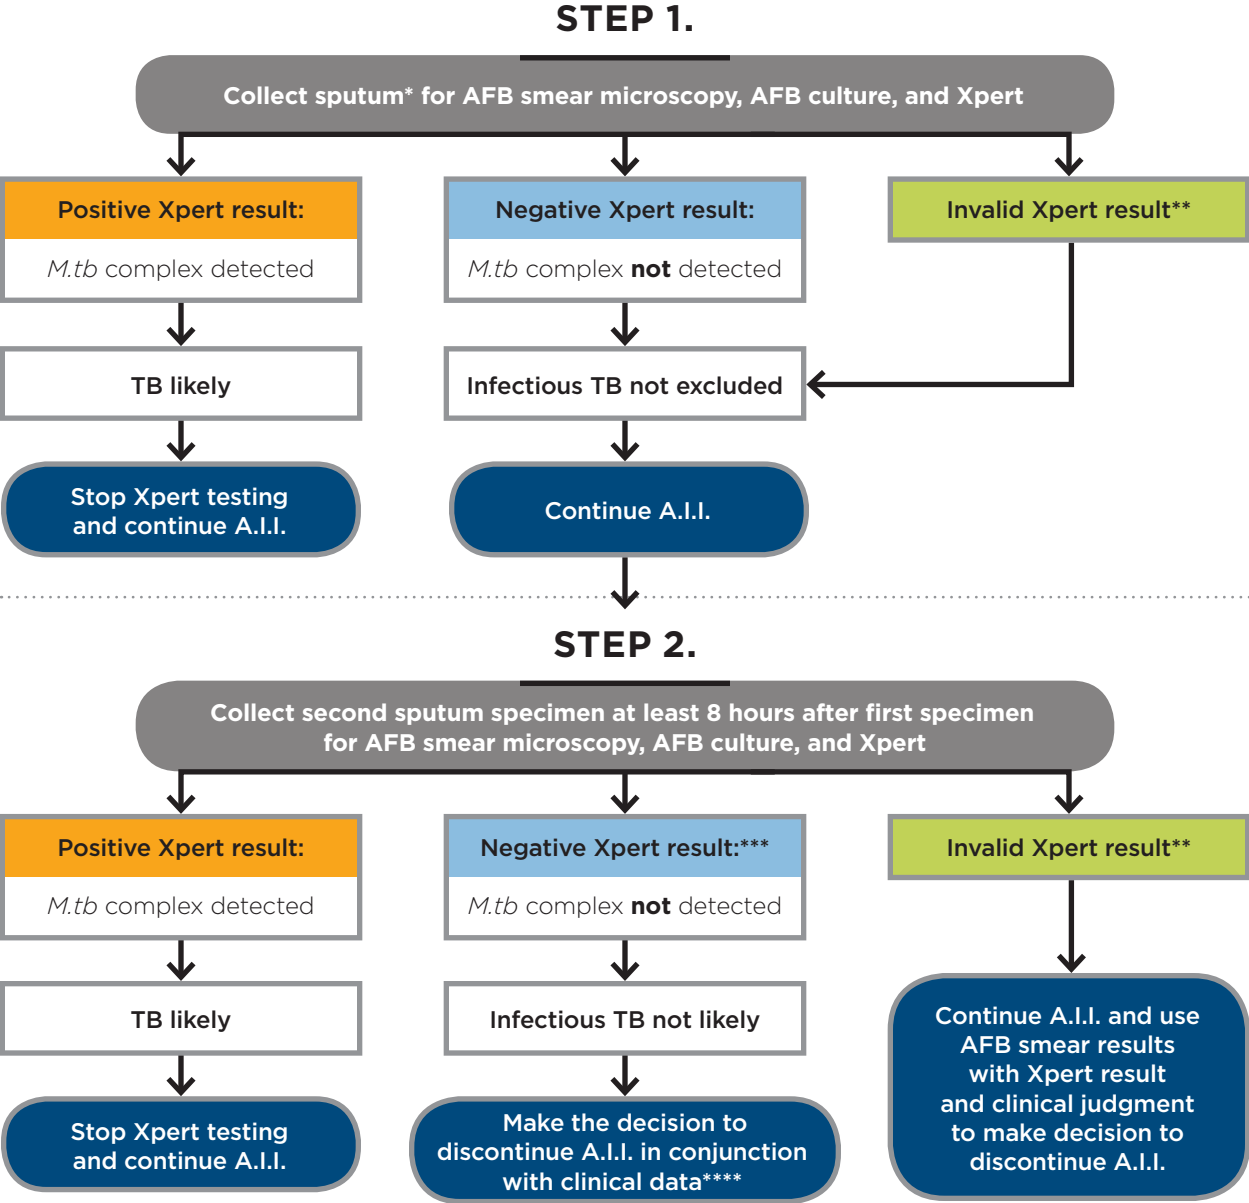 STEP 1.
Collect sputum* for AFB smear microscopy, AFB culture, and Xpert
Positive Xpert result:
M.tb complex detected
Negative Xpert result:
M.tb complex not detected
Invalid Xpert result**
TB likely
Infectious TB not excluded
Stop Xpert testing
and continue A.I.I.
Continue A.I.I.
STEP 2.
Collect second sputum specimen at least 8 hours after first specimen
for AFB smear microscopy, AFB culture, and Xpert
Positive Xpert result:
M.tb complex detected
Negative Xpert result:***
M.tb complex not detected
Invalid Xpert result**
TB likely
Infectious TB not likely
Stop Xpert testing
and continue A.I.I.
Make the decision to
discontinue A.I.I. in conjunction
with clinical data****
Continue A.I.I. and use
AFB smear results
with Xpert result
and clinical judgment
to make decision to
discontinue A.I.I.